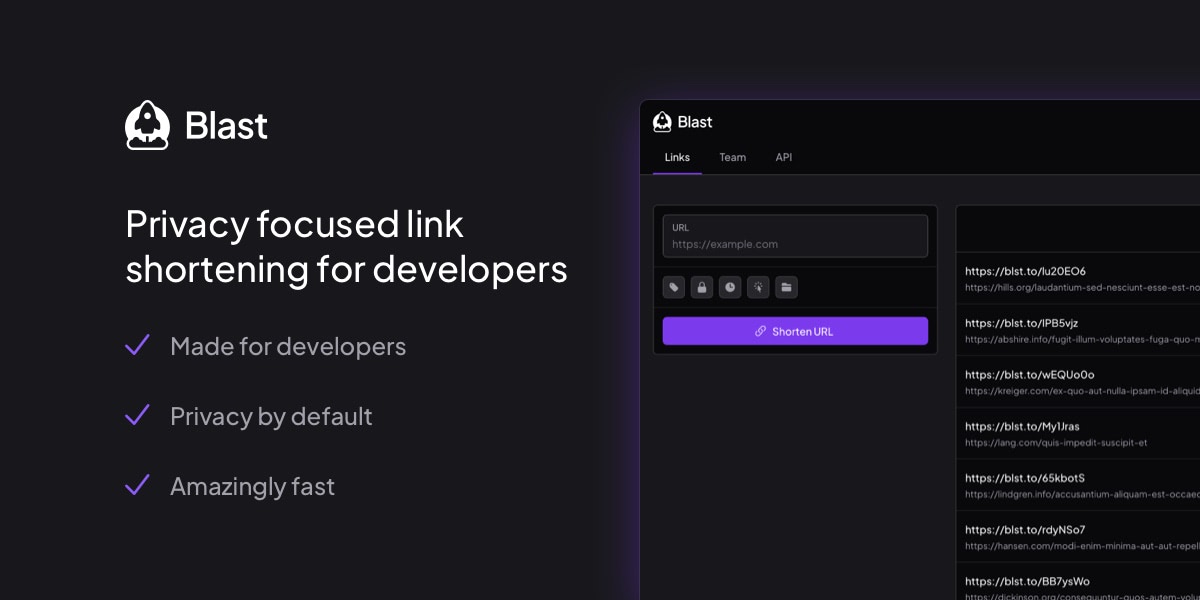 Blast
Privacy focused link
shortening for developers
Made for developers
Privacy by default
Amazingly fast
Blast
Links Team API
URL
https://example.com
Shorten URL
https://blst.to/lu20EO6
https://hills.org/laudantium-sed-nesciunt-esse-est-no
https://blst.to/lPB5vjz
https://abshire.info/fugit-illum-voluptates-fuga-quo-m
https://blst.to/wEQUo0o
https://kreiger.com/ex-quo-aut-nulla-ipsam-id-aliquid
https://blst.to/My1Jras
https://lang.com/quis-impedit-suscipit-et
https://blst.to/65kbotS
https://lindgren.info/accusantium-aliquam-est-occaec
https://blst.to/rdyNSo7
https://hansen.com/modi-enim-minima-aut-aut-repell
https://blst.to/BB7ysWo
https://dickinson.org/consequuntur-quos-autem-volu